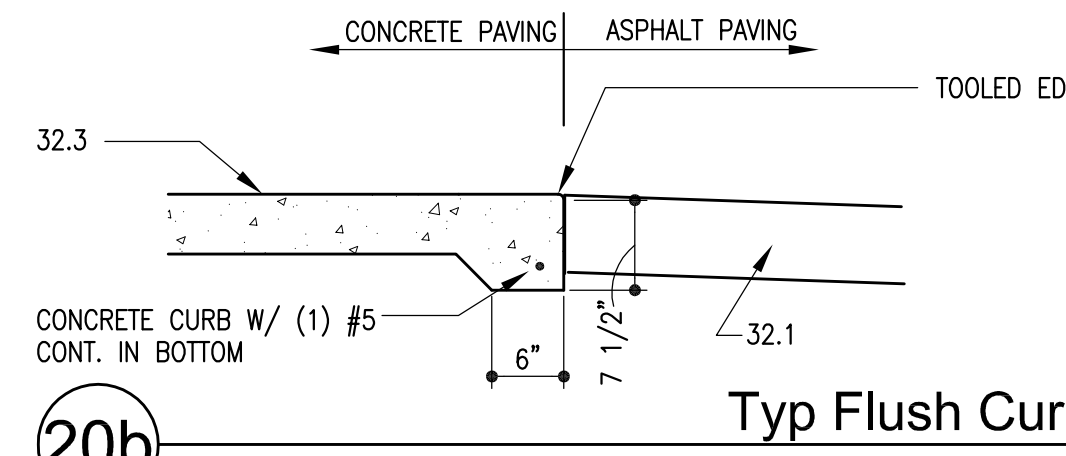 CONCRETE PAVING
ASPHALT PAVING
TOOLED ED
32.3
CONCRETE CURB W/ (1) #5
CONT. IN BOTTOM
6"
7 1/2"
32.1
20b
Typ Flush Cur